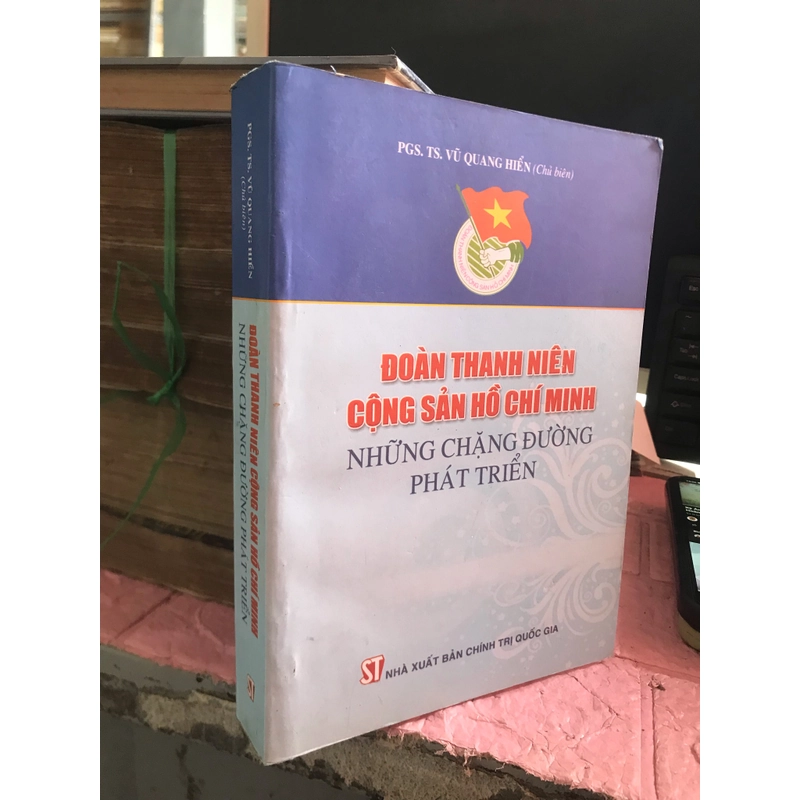 PGS. TS. VŨ QUANG HIỂN (Chủ biên)
ĐOÀN THANH NIÊN
CỘNG SẢN HỒ CHÍ MINH
NHỮNG CHẶNG ĐƯỜNG
PHÁT TRIỂN
ST NHÀ XUẤT BẢN CHÍNH TRỊ QUỐC GIA
PGS. TS. VŨ QUANG HIỂN
(Chủ biên)
ĐOÀN THANH NIÊN CỘNG SẢN HỒ CHÍ MINH
NHỮNG CHẶNG ĐƯỜNG PHÁT TRIỂN
ST